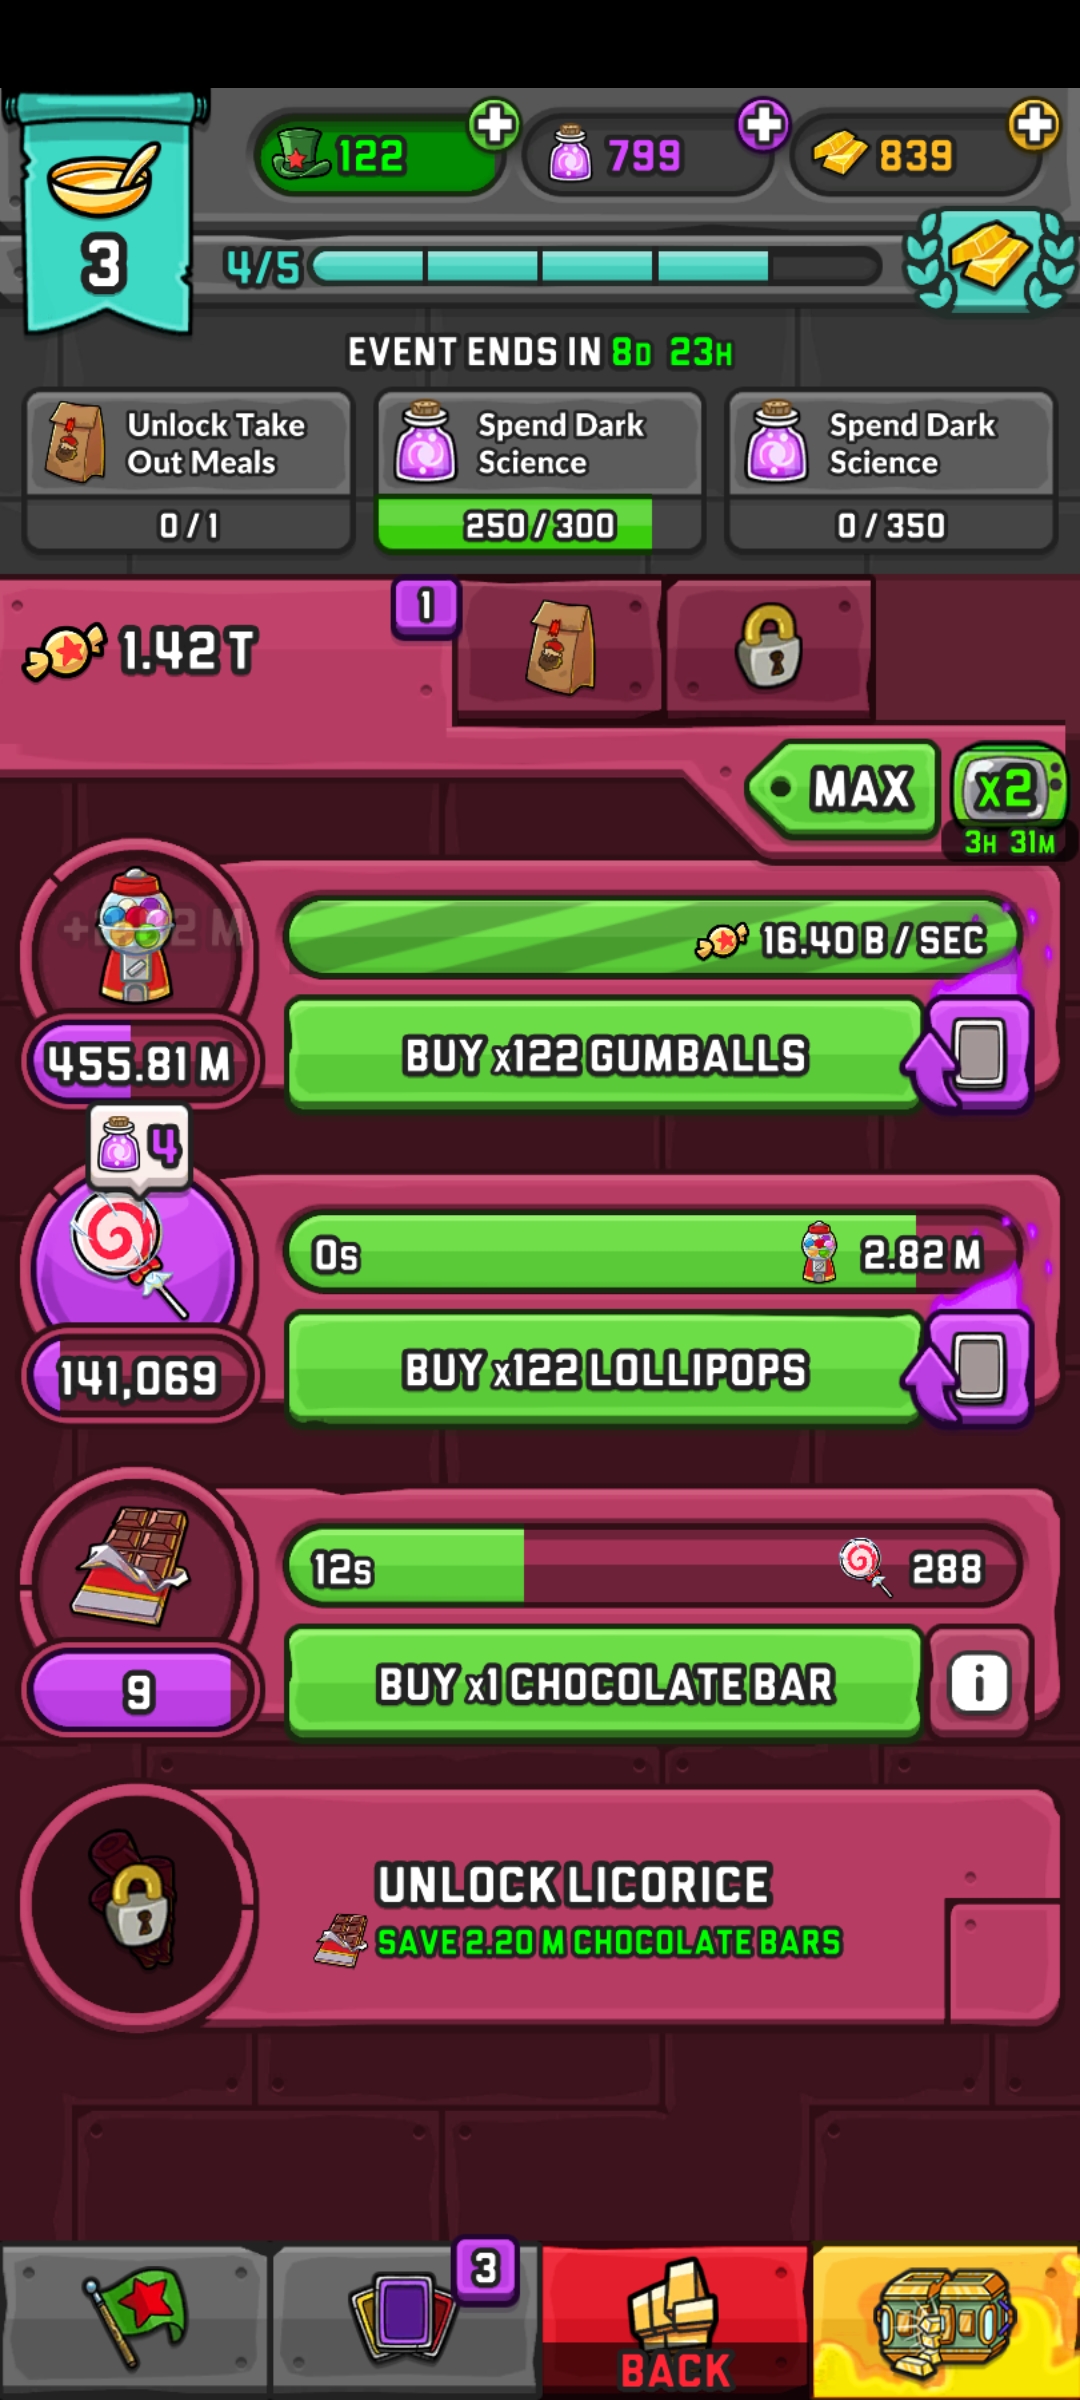 122
799
839
3
4/5
EVENT ENDS IN 8D 23H
Unlock Take
Out Meals
0/1
Spend Dark
Science
250/300
Spend Dark
Science
0/350
1.42 T
1
MAX
x2
3H 31M
16.40 B / SEC
455.81 M
BUY x122 GUMBALLS
4
0s
2.82 M
141,069
BUY x122 LOLLIPOPS
12s
288
9
BUY x1 CHOCOLATE BAR
i
UNLOCK LICORICE
SAVE 2.20 M CHOCOLATE BARS
3
BACK